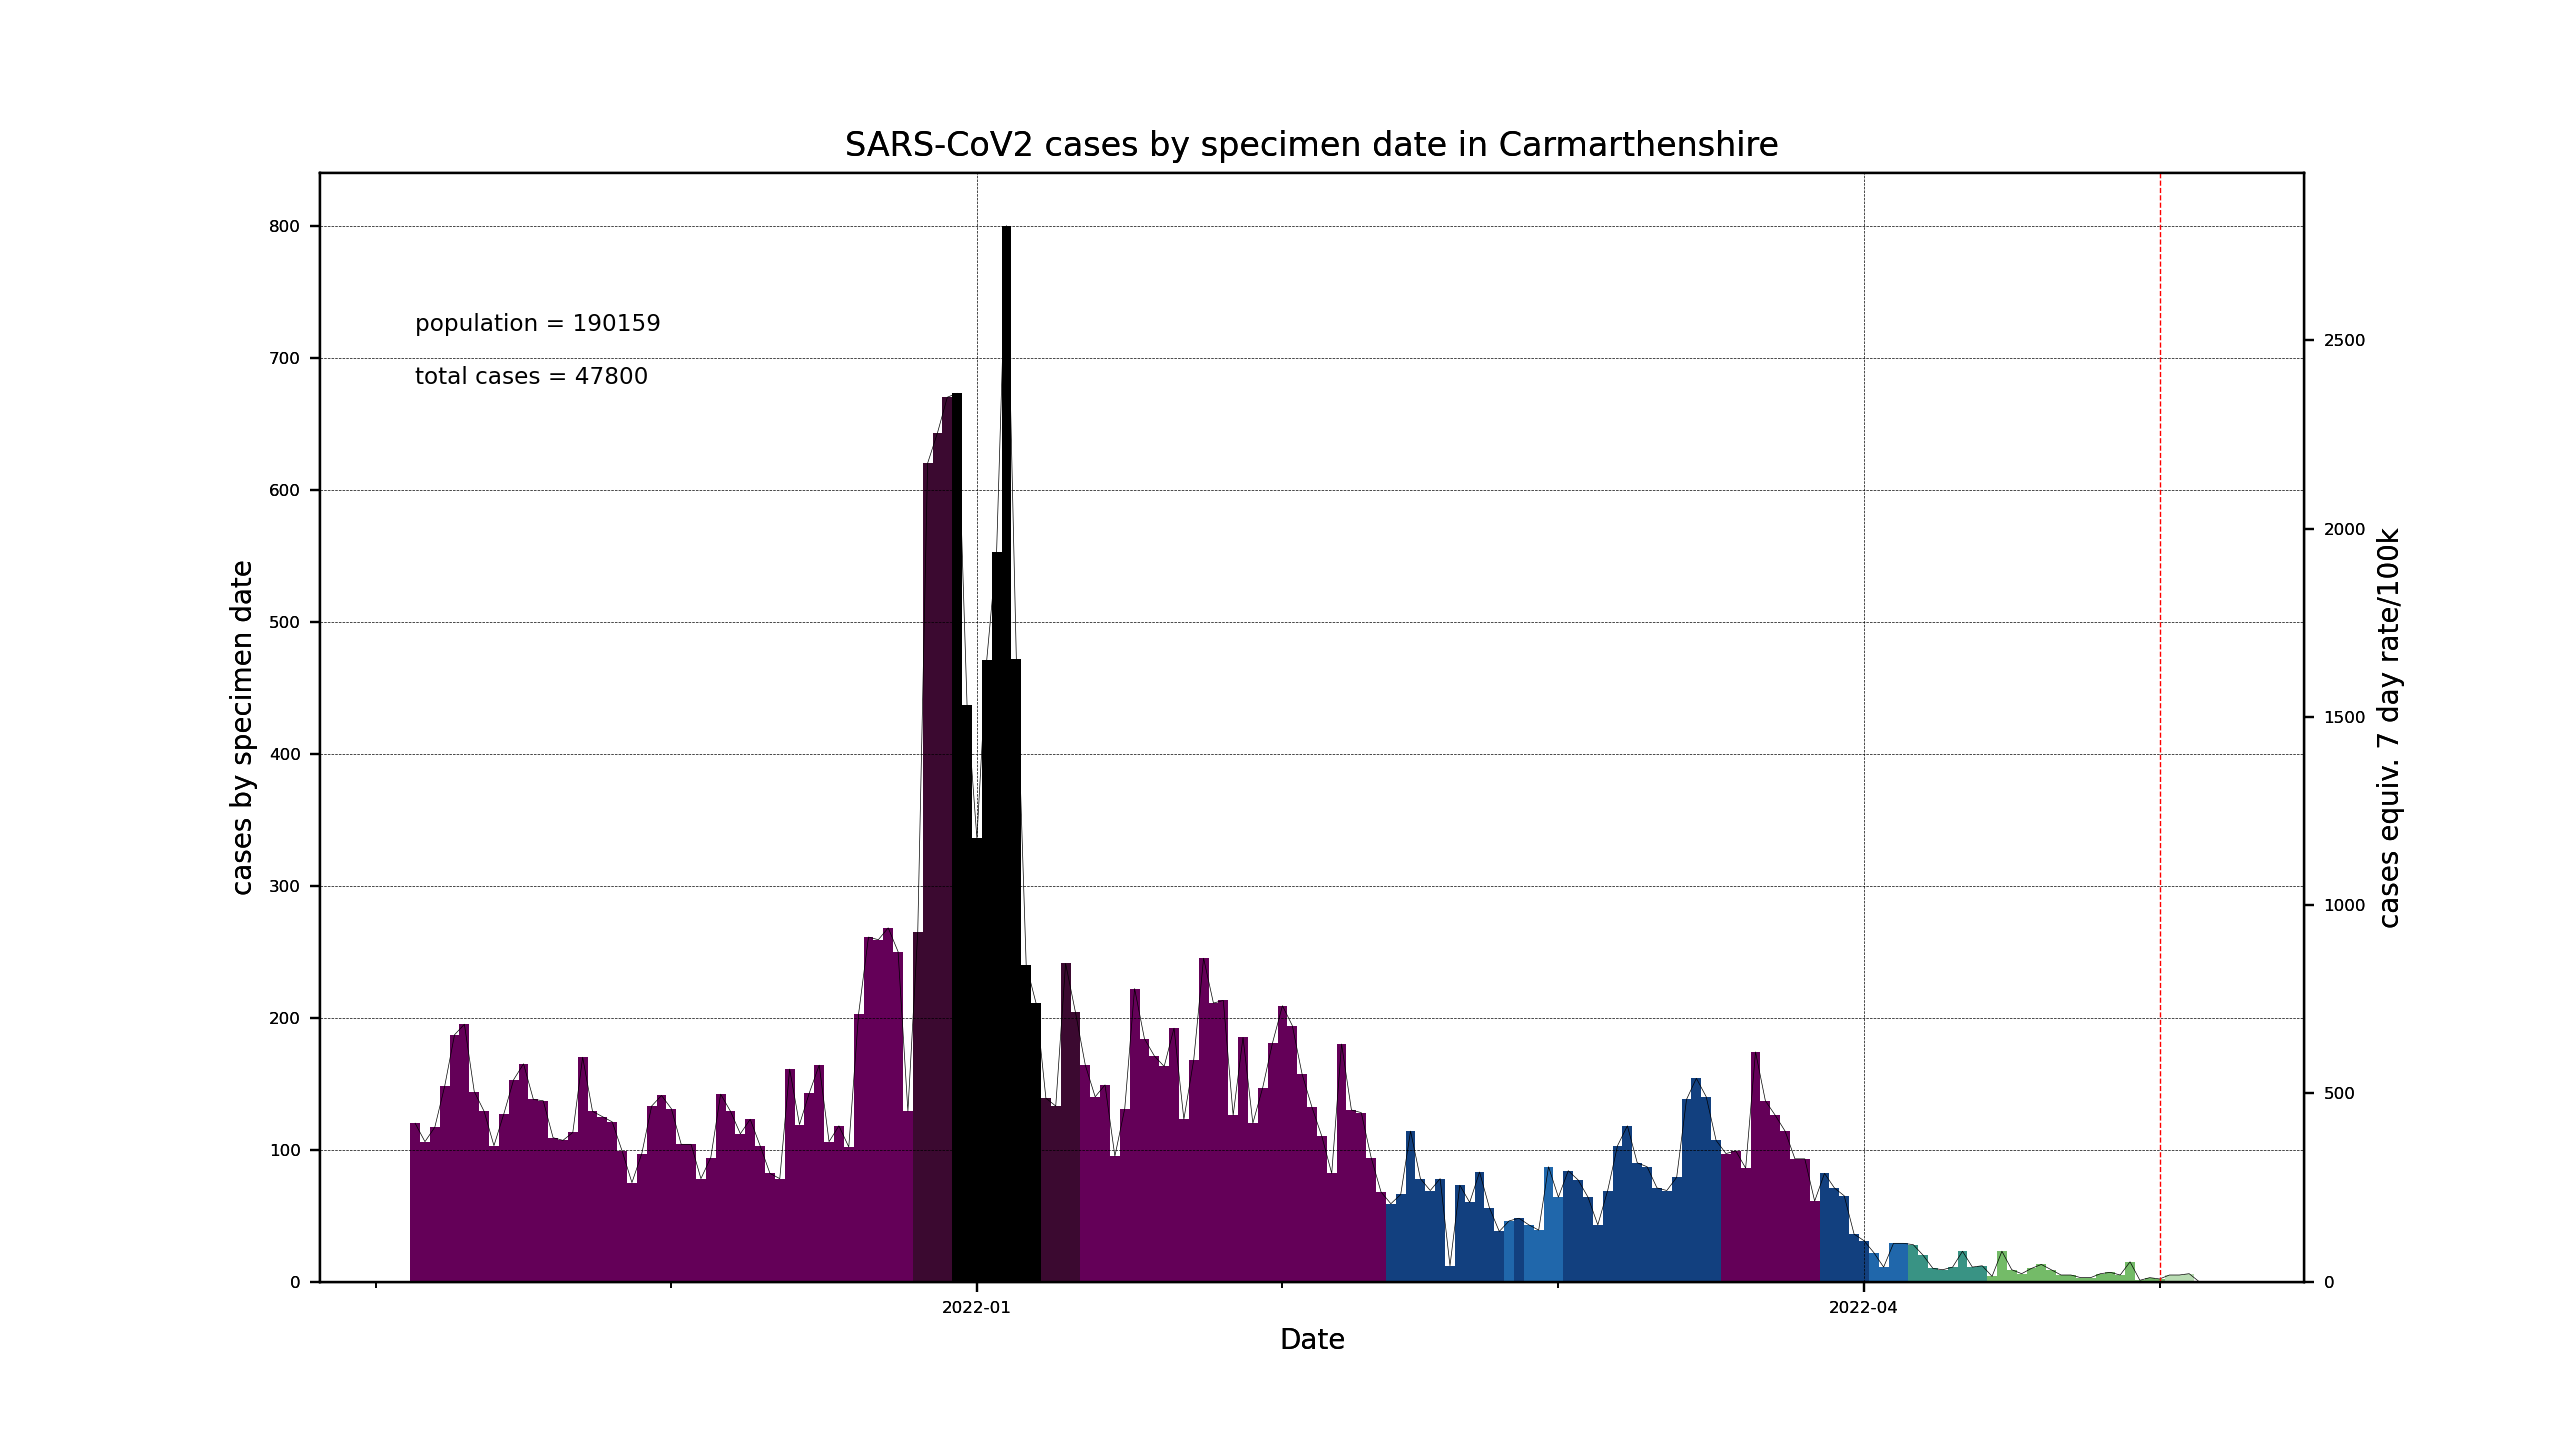 SARS-CoV2 cases by specimen date in Carmarthenshire
population = 190159
total cases = 47800
cases by specimen date
800
700
600
500
400
300
200
100
0
2500
2000
1500
1000
500
0
cases equiv. 7 day rate/100k
2022-01
2022-04
Date